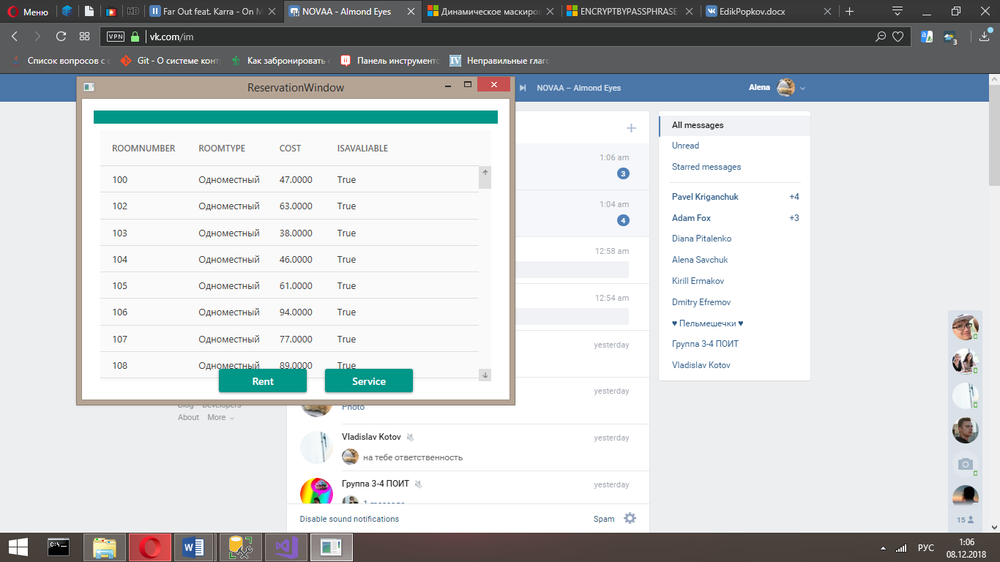 Меню
HD
Far Out feat. Karra - On M
NOVAA - Almond Eyes
Динамическое маскиров
ENCRYPTBYPASSPHRASE
EdikPopkov.docx
VPN
vk.com/im
3
Список вопросов с с
Git - О системе конт
Как забронировать с
Панель инструменто
IV
Неправильные глаго
ReservationWindow
NOVAA – Almond Eyes
Alena
ROOMNUMBER ROOMTYPE COST ISAVALIABLE
100 Одноместный 47.0000 True
102 Одноместный 63.0000 True
103 Одноместный 38.0000 True
104 Одноместный 46.0000 True
105 Одноместный 61.0000 True
106 Одноместный 94.0000 True
107 Одноместный 77.0000 True
108 Одноместный 89.0000 True
Rent
Service
1:06 am
3
1:04 am
4
12:58 am
12:54 am
yesterday
yesterday
Photo
Vladislav Kotov
yesterday
на тебе ответственность
Группа 3-4 ПОИТ
yesterday
1 message
Disable sound notifications
Spam
Blog Developers
About More
All messages
Unread
Starred messages
Pavel Kriganchuk +4
Adam Fox +3
Diana Pitalenko
Alena Savchuk
Kirill Ermakov
Dmitry Efremov
♥ Пельмешечки ♥
Группа 3-4 ПОИТ
Vladislav Kotov
15
C:\
РУС
1:06
08.12.2018